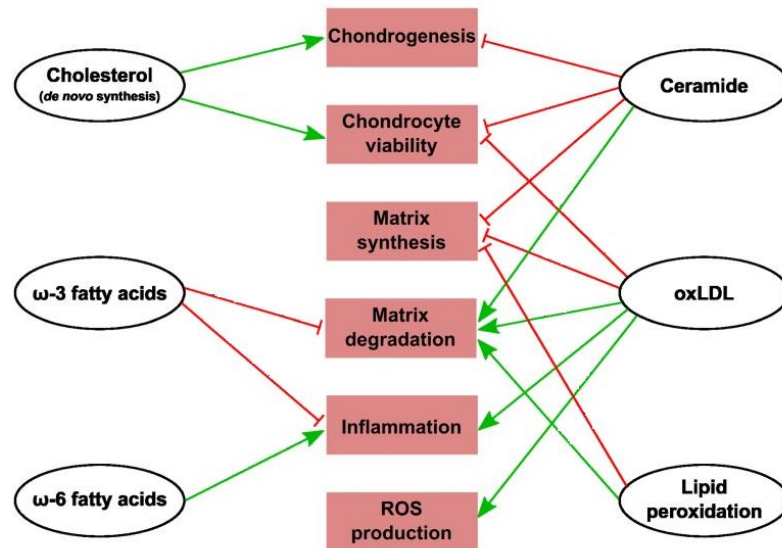 Cholesterol
(de novo synthesis)
ω-3 fatty acids
ω-6 fatty acids
Chondrogenesis
Chondrocyte
viability
Matrix
synthesis
Matrix
degradation
Inflammation
ROS
production
Ceramide
oxLDL
Lipid
peroxidation